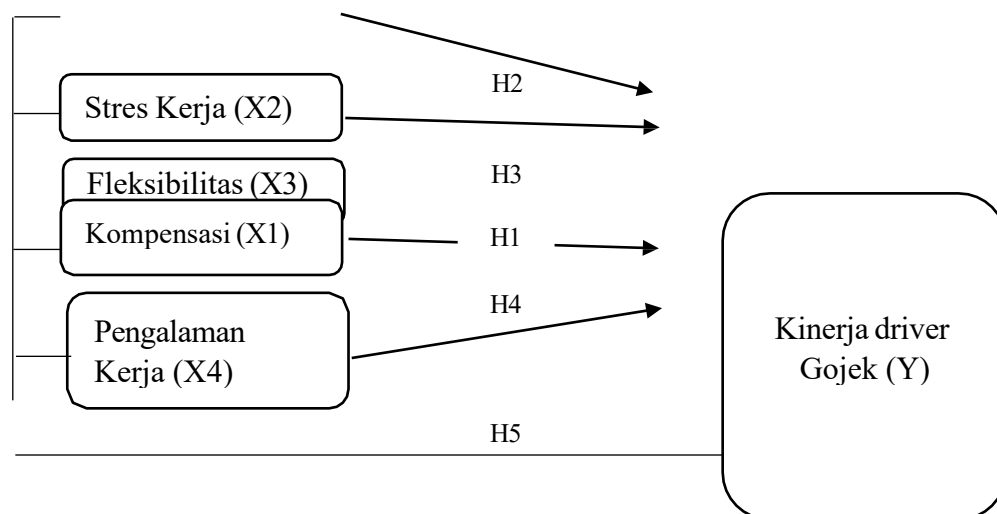 H2
Stres Kerja (X2)
Fleksibilitas (X3)
H3
Kompensasi (X1)
H1
H4
Pengalaman
Kerja (X4)
Kinerja driver
Gojek (Y)
H5